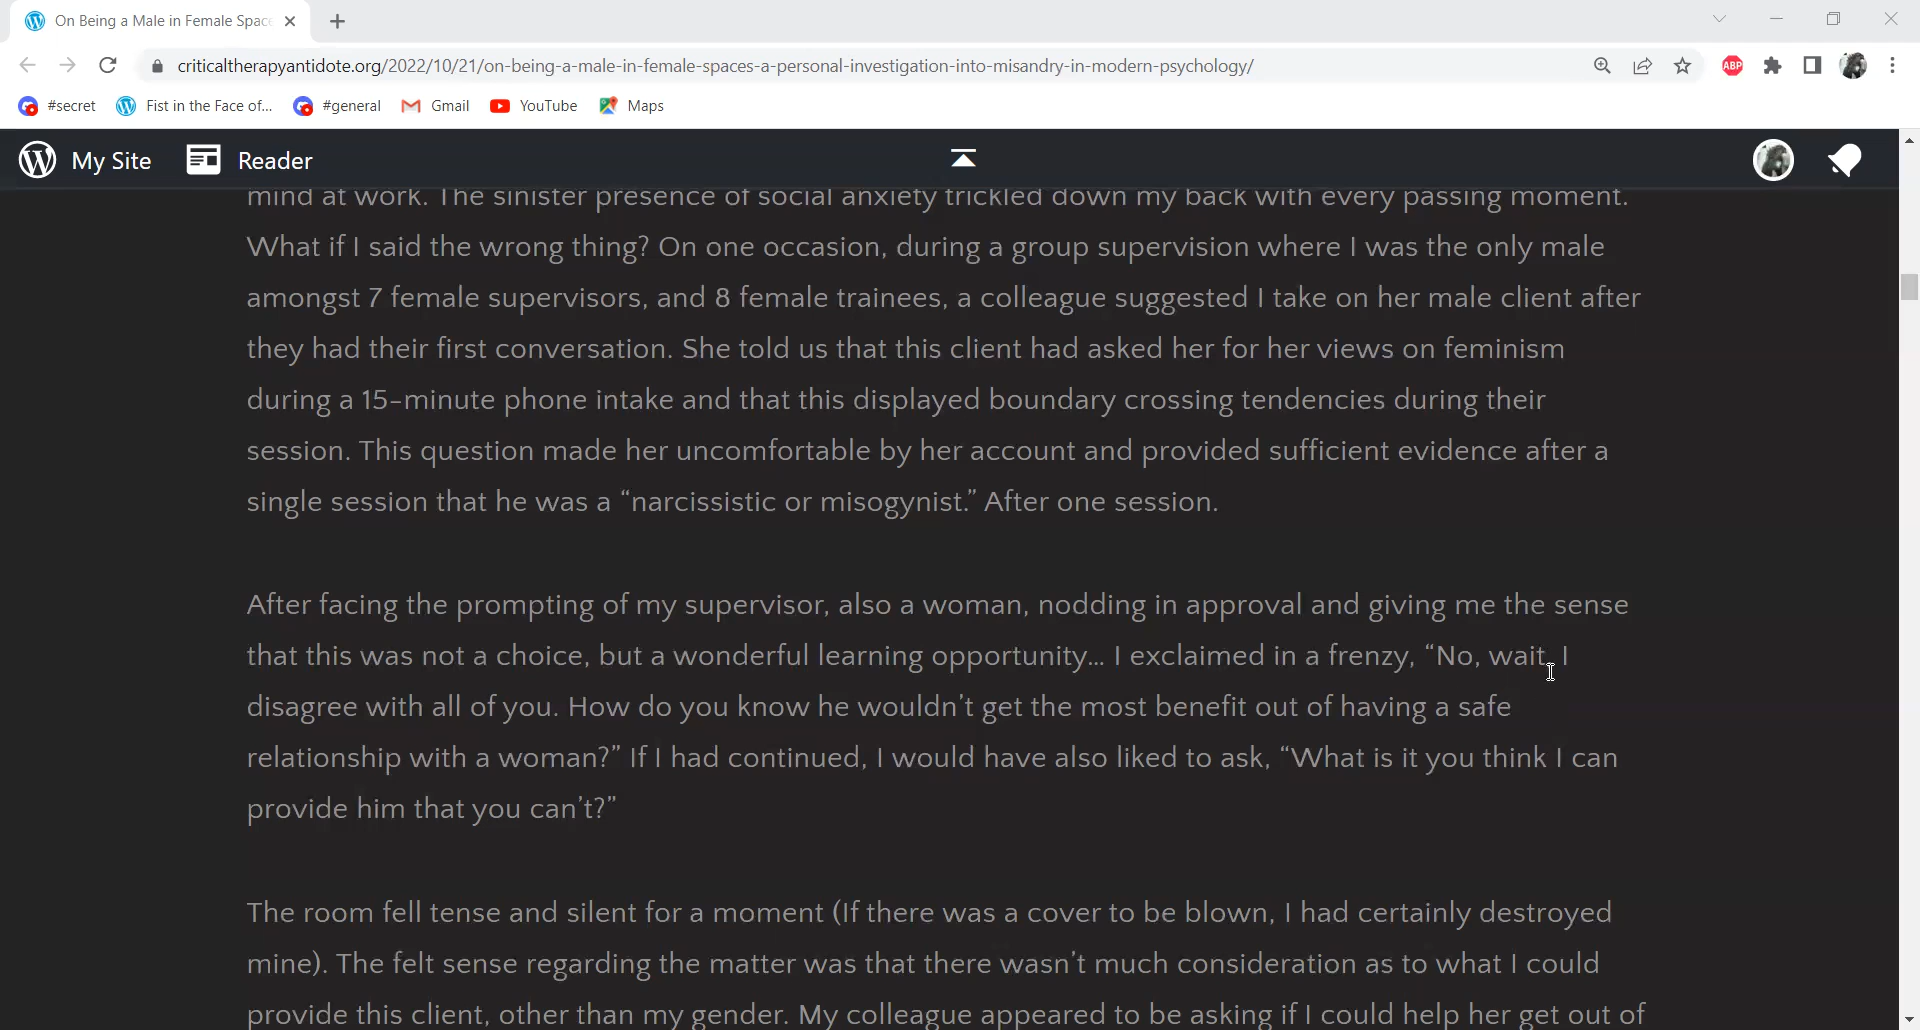 On Being a Male in Female Space
criticaltherapyantidote.org/2022/10/21/on-being-a-male-in-female-spaces-a-personal-investigation-into-misandry-in-modern-psychology/
ABP
#secret Fist in the Face of... #general Gmail YouTube Maps
My Site Reader
mind at work. The sinister presence of social anxiety trickled down my back with every passing moment.
What if I said the wrong thing? On one occasion, during a group supervision where I was the only male
amongst 7 female supervisors, and 8 female trainees, a colleague suggested I take on her male client after
they had their first conversation. She told us that this client had asked her for her views on feminism
during a 15-minute phone intake and that this displayed boundary crossing tendencies during their
session. This question made her uncomfortable by her account and provided sufficient evidence after a
single session that he was a “narcissistic or misogynist.” After one session.
After facing the prompting of my supervisor, also a woman, nodding in approval and giving me the sense
that this was not a choice, but a wonderful learning opportunity… I exclaimed in a frenzy, “No, wait, I
disagree with all of you. How do you know he wouldn’t get the most benefit out of having a safe
relationship with a woman?” If I had continued, I would have also liked to ask, “What is it you think I can
provide him that you can’t?”
The room fell tense and silent for a moment (If there was a cover to be blown, I had certainly destroyed
mine). The felt sense regarding the matter was that there wasn’t much consideration as to what I could
provide this client, other than my gender. My colleague appeared to be asking if I could help her get out of